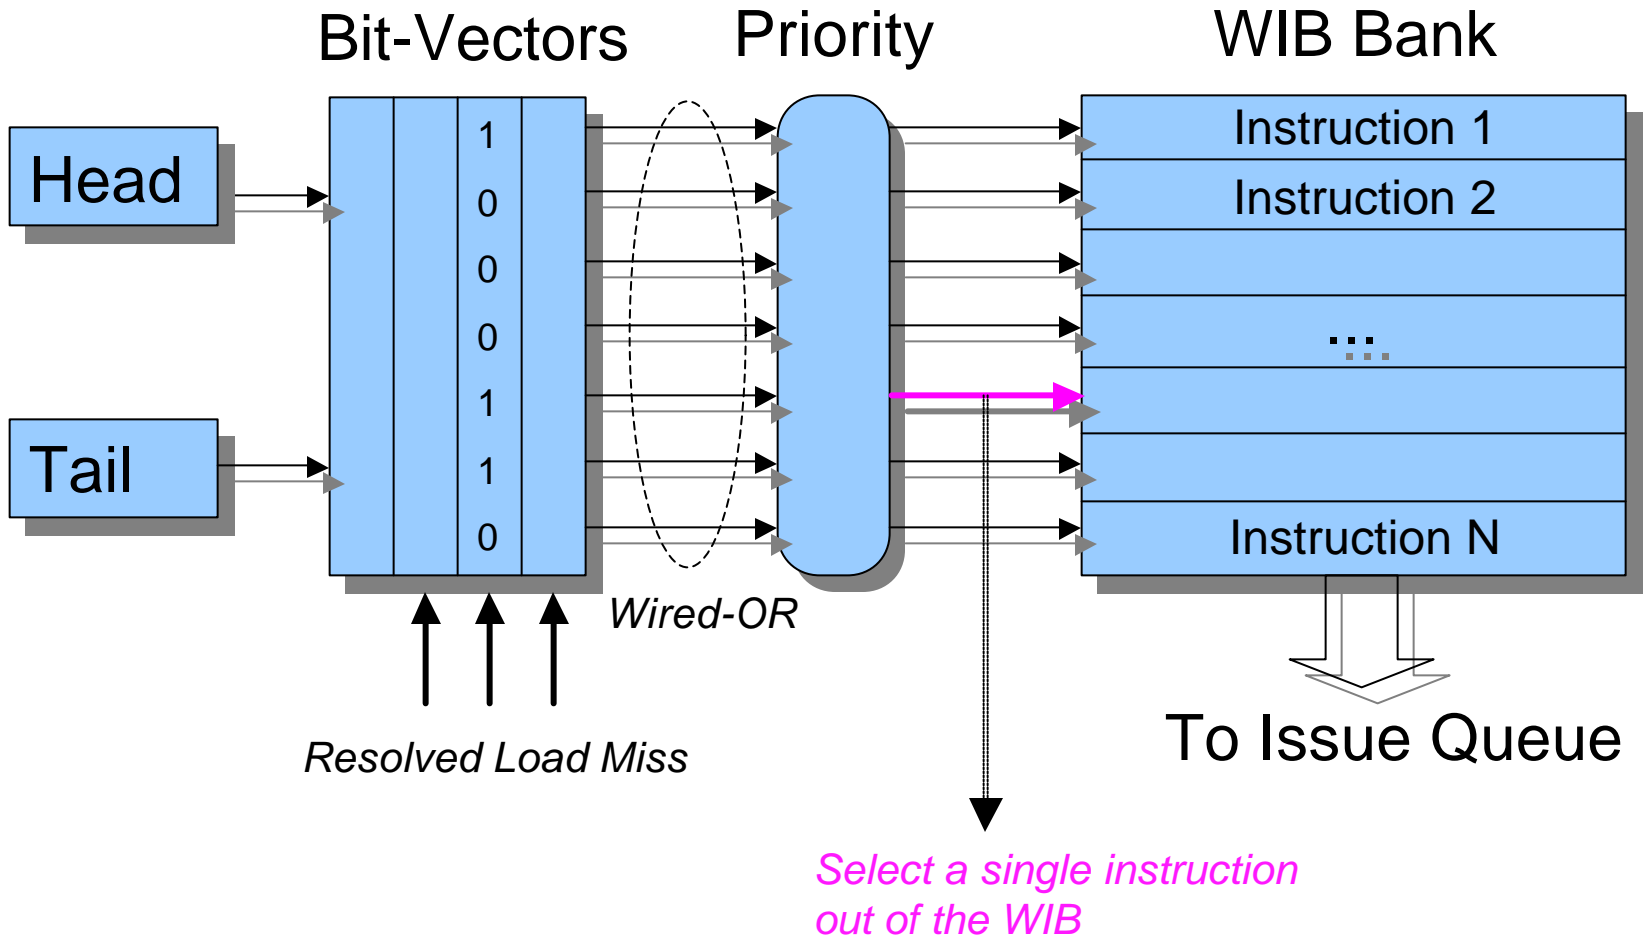 Bit-Vectors
Priority
WIB Bank
Head
Tail
1
0
0
0
1
1
0
Instruction 1
Instruction 2
...
Instruction N
Wired-OR
Resolved Load Miss
To Issue Queue
Select a single instruction
out of the WIB